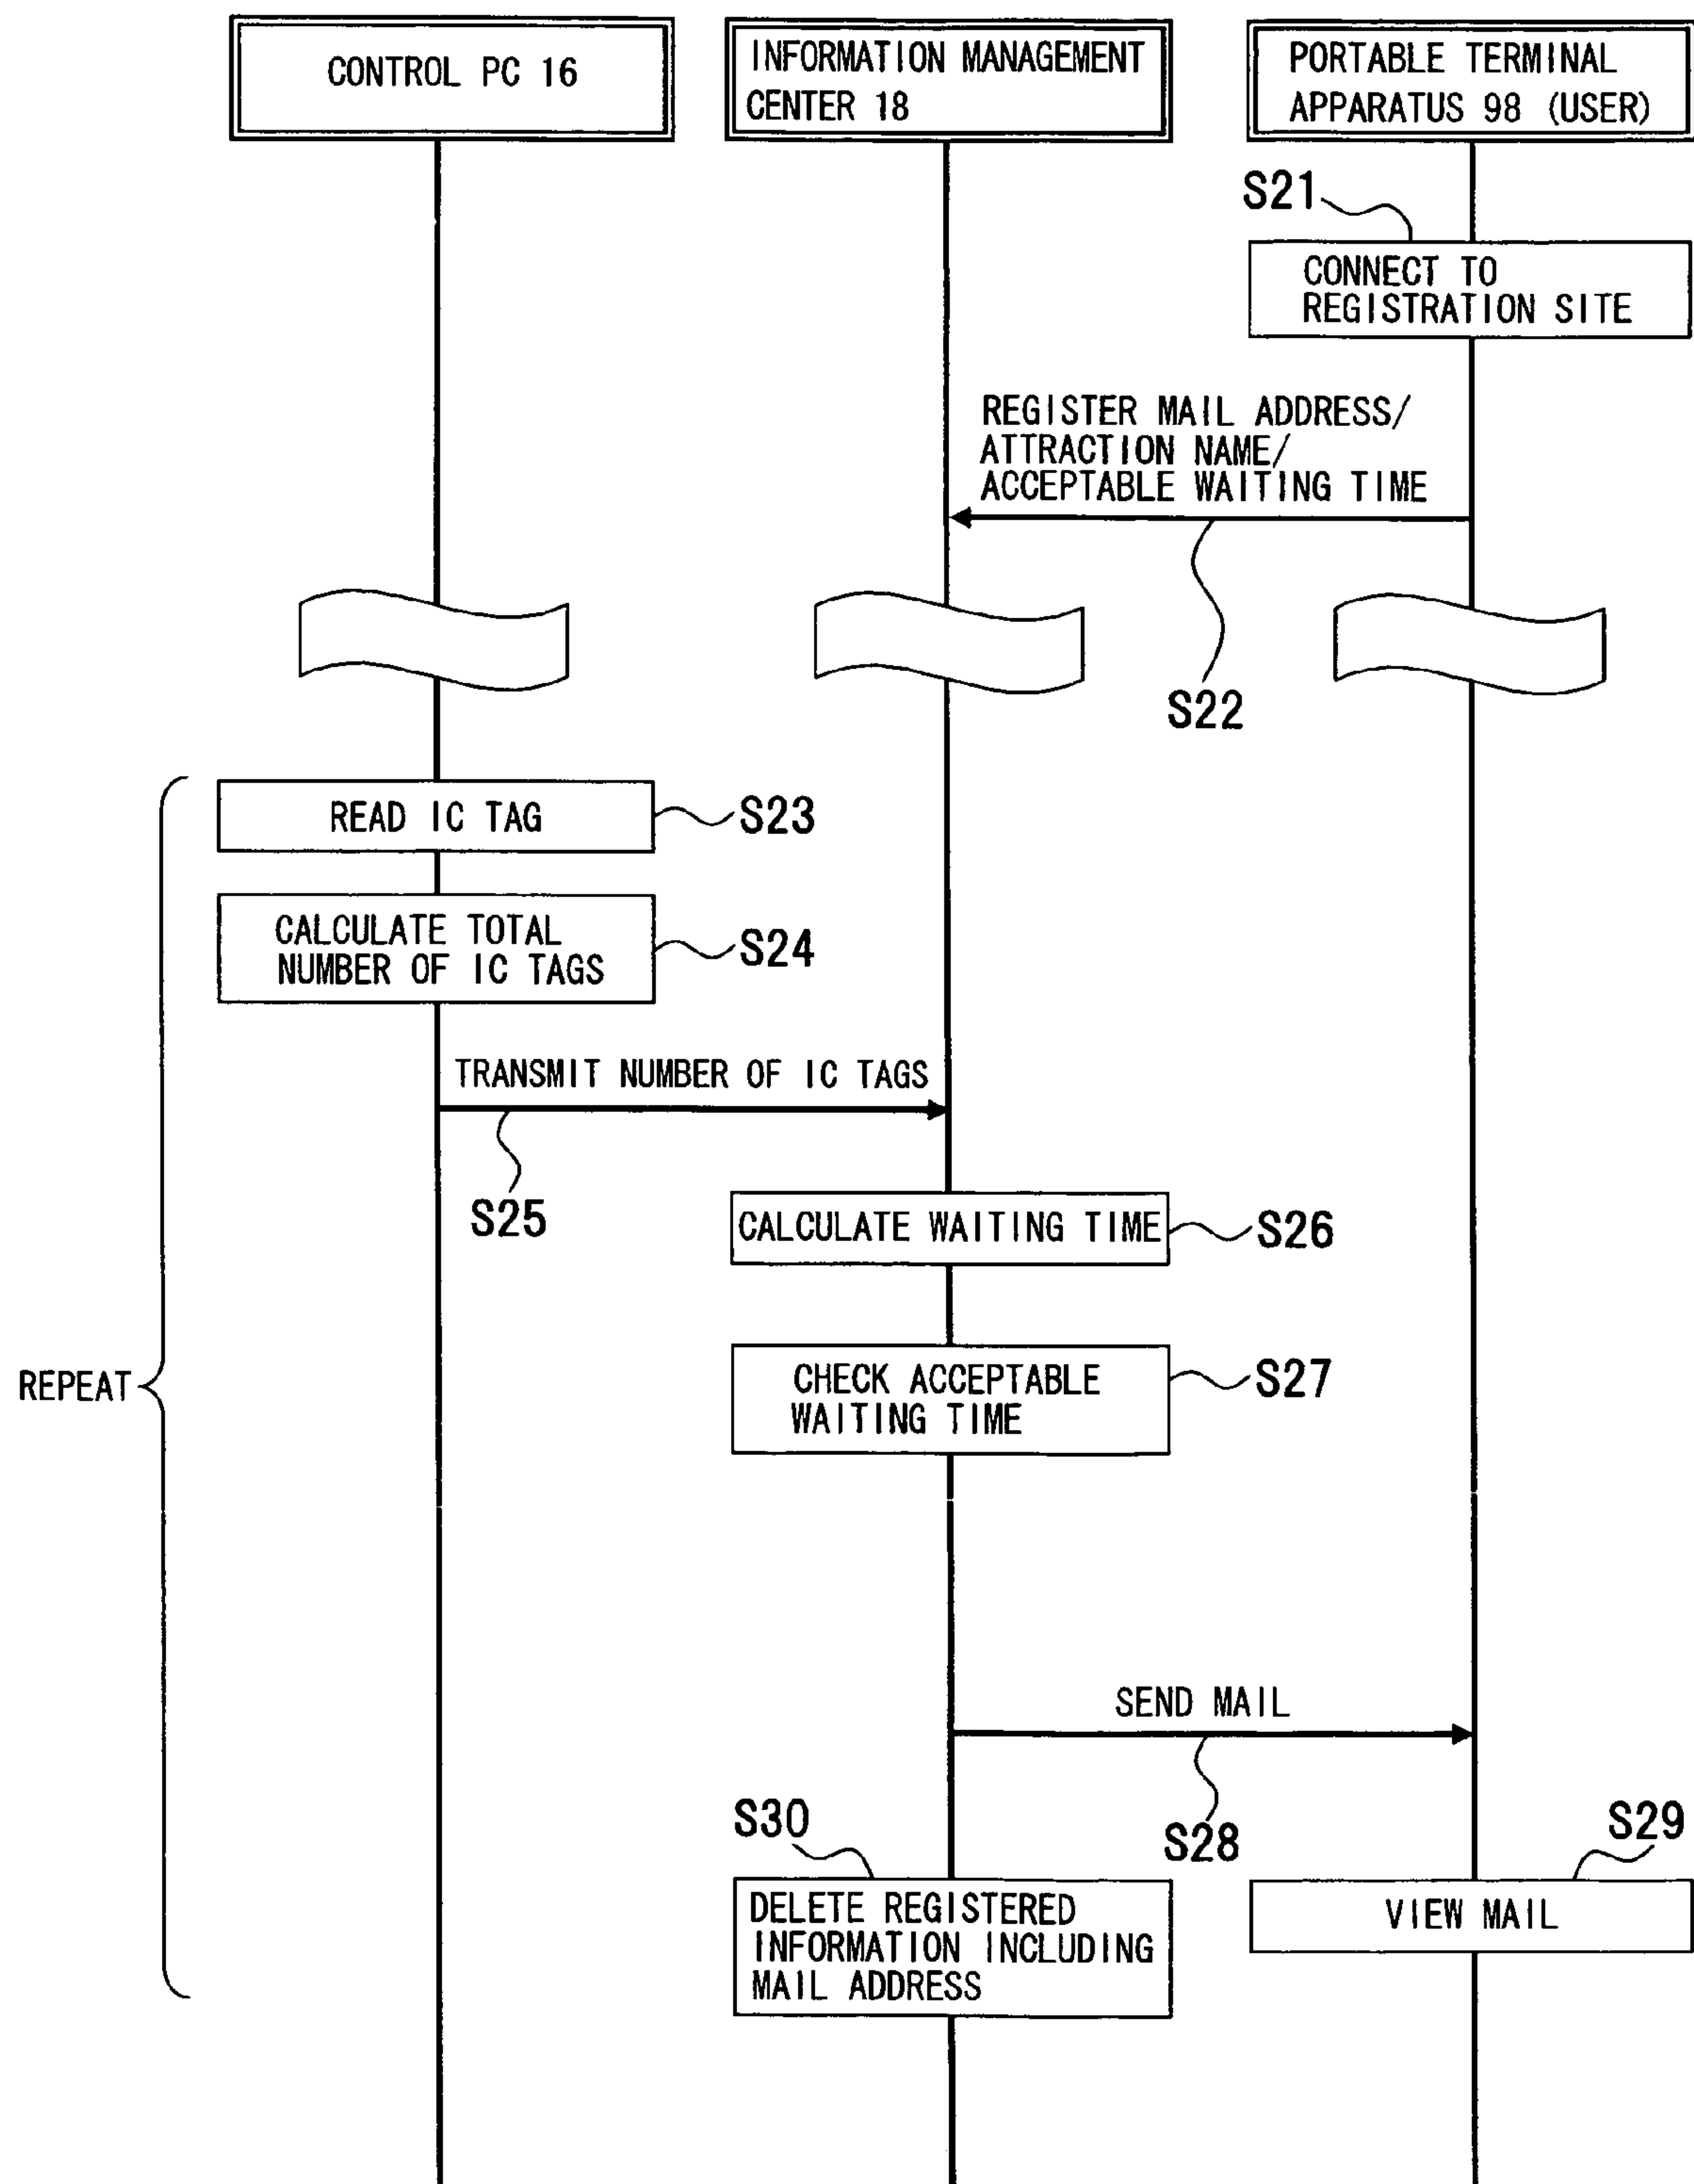 CONTROL PC 16
INFORMATION MANAGEMENT
CENTER 18
PORTABLE TERMINAL
APPARATUS 98 (USER)
S21
CONNECT TO
REGISTRATION SITE
REGISTER MAIL ADDRESS/
ATTRACTION NAME/
ACCEPTABLE WAITING TIME
S22
READ IC TAG
S23
CALCULATE TOTAL
NUMBER OF IC TAGS
S24
TRANSMIT NUMBER OF IC TAGS
S25
CALCULATE WAITING TIME
S26
REPEAT
CHECK ACCEPTABLE
WAITING TIME
S27
SEND MAIL
S28
S30
S29
DELETE REGISTERED
INFORMATION INCLUDING
MAIL ADDRESS
VIEW MAIL